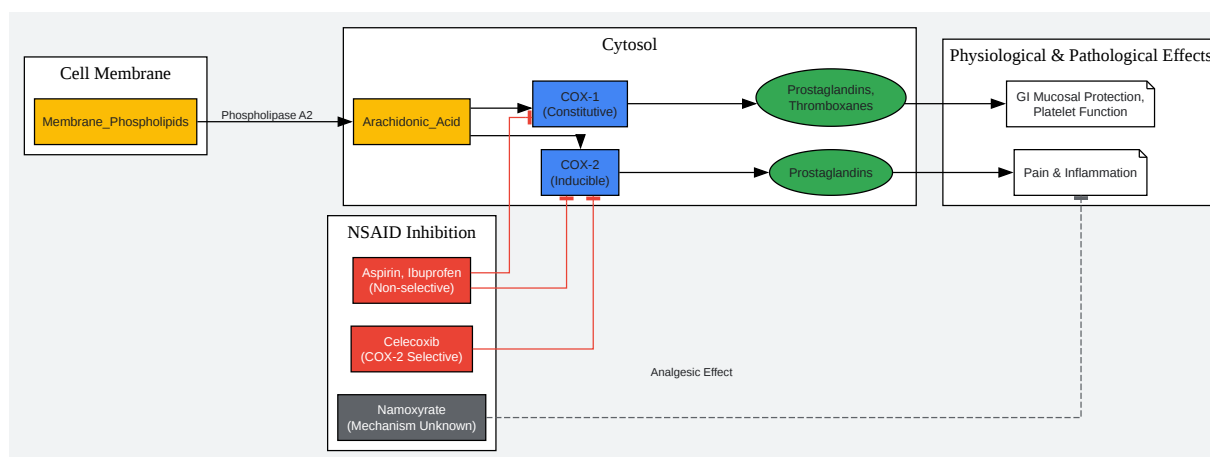 Cell Membrane
Membrane_Phospholipids
Phospholipase A2
Cytosol
Arachidonic_Acid
COX-1
(Constitutive)
COX-2
(Inducible)
Prostaglandins,
Thromboxanes
Prostaglandins
Physiological & Pathological Effects
GI Mucosal Protection,
Platelet Function
Pain & Inflammation
NSAID Inhibition
Aspirin, Ibuprofen
(Non-selective)
Celecoxib
(COX-2 Selective)
Namoxyrate
(Mechanism Unknown)
Analgesic Effect